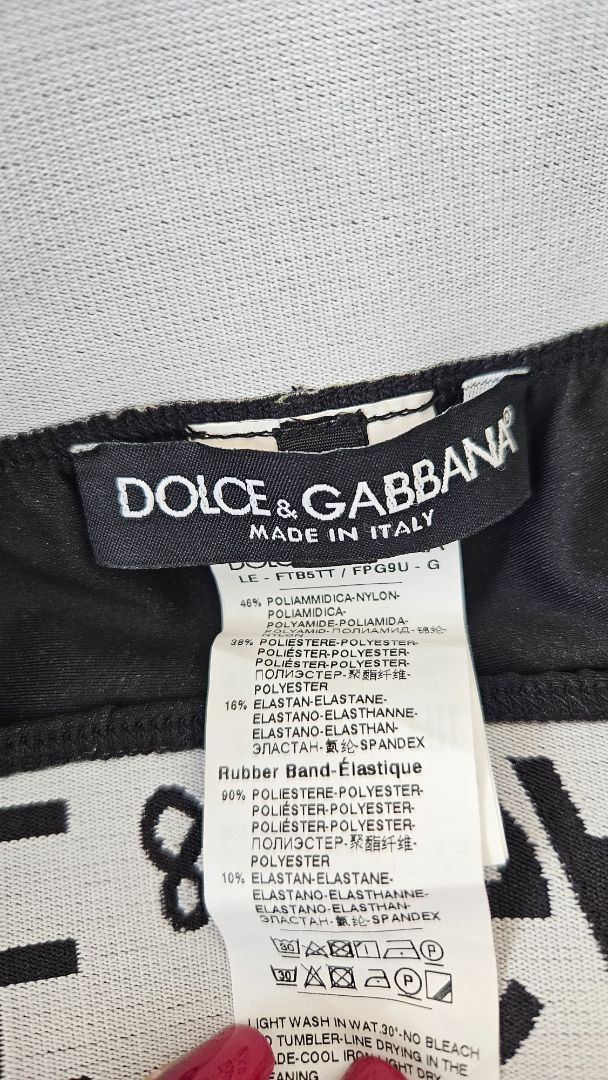 DOLCE & GABBANA®
MADE IN ITALY
LE - FTB5TT / FPG9U - G
46% POLIAMMIDICA-NYLON-
POLIAMIDICA-
POLYAMIDE-POLIAMIDA-
POLYAMID-ПОЛИАМИД-锦纶-
NYLON
38% POLIESTERE-POLYESTER-
POLIÉSTER-POLYESTER-
POLIÉSTER-POLYESTER-
ПОЛИЭСТЕР-聚酯纤维-
POLYESTER
16% ELASTAN-ELASTANE-
ELASTANO-ELASTHANNE-
ELASTANO-ELASTHAN-
ЭЛАСТАН-氨纶-SPANDEX
Rubber Band-Élastique
90% POLIESTERE-POLYESTER-
POLIÉSTER-POLYESTER-
POLIÉSTER-POLYESTER-
ПОЛИЭСТЕР-聚酯纤维-
POLYESTER
10% ELASTAN-ELASTANE-
ELASTANO-ELASTHANNE-
ELASTANO-ELASTHAN-
ЭЛАСТАН-氨纶-SPANDEX
30 P
30 P
LIGHT WASH IN WAT.30°-NO BLEACH
TUMBLER-LINE DRYING IN THE
-COOL IRON LIGHT DRY
&